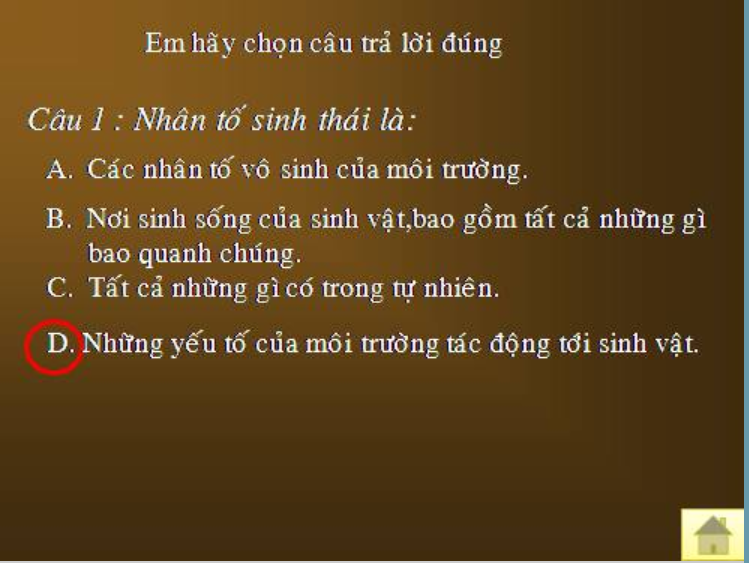 Em hãy chọn câu trả lời đúng
Câu 1 : Nhân tố sinh thái là:
A. Các nhân tố vô sinh của môi trường.
B. Nơi sinh sống của sinh vật,bao gồm tất cả những gì
bao quanh chúng.
C. Tất cả những gì có trong tự nhiên.
D. Những yếu tố của môi trường tác động tới sinh vật.